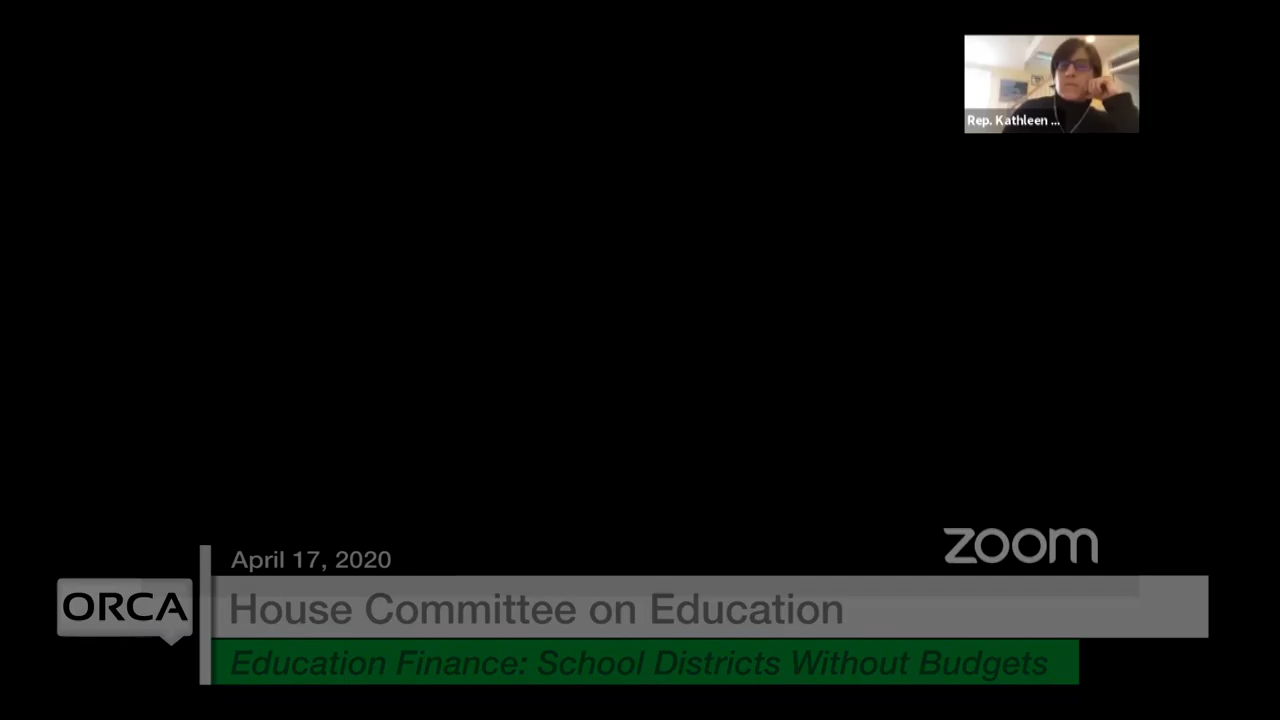 Rep. Kathleen ...
zoom
April 17, 2020
ORCA
House Committee on Education
Education Finance: School Districts Without Budgets